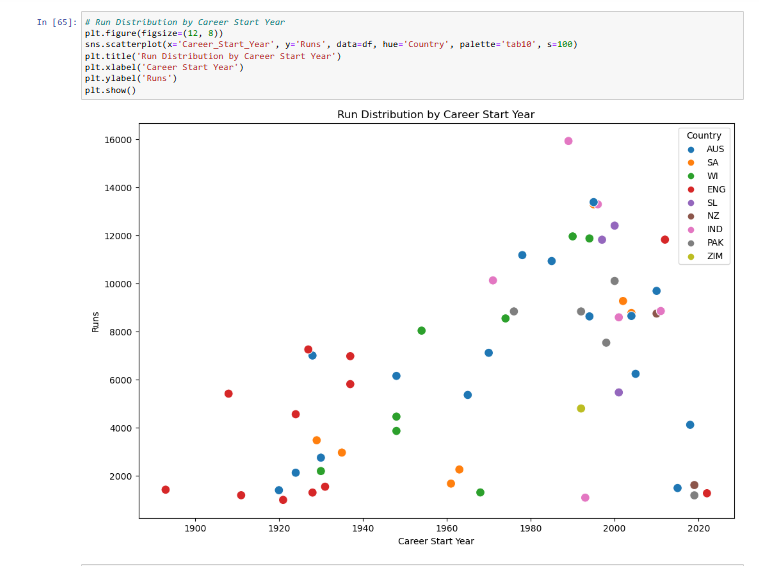 In [65]:
# Run Distribution by Career Start Year
plt.figure(figsize=(12, 8))
sns.scatterplot(x='Career_Start_Year', y='Runs', data=df, hue='Country', palette='tab10', s=100)
plt.title('Run Distribution by Career Start Year')
plt.xlabel('Career Start Year')
plt.ylabel('Runs')
plt.show()
Run Distribution by Career Start Year
16000
14000
12000
10000
8000
6000
4000
2000
Runs
Country
AUS
SA
WI
ENG
SL
NZ
IND
PAK
ZIM
1900 1920 1940 1960 1980 2000 2020
Career Start Year